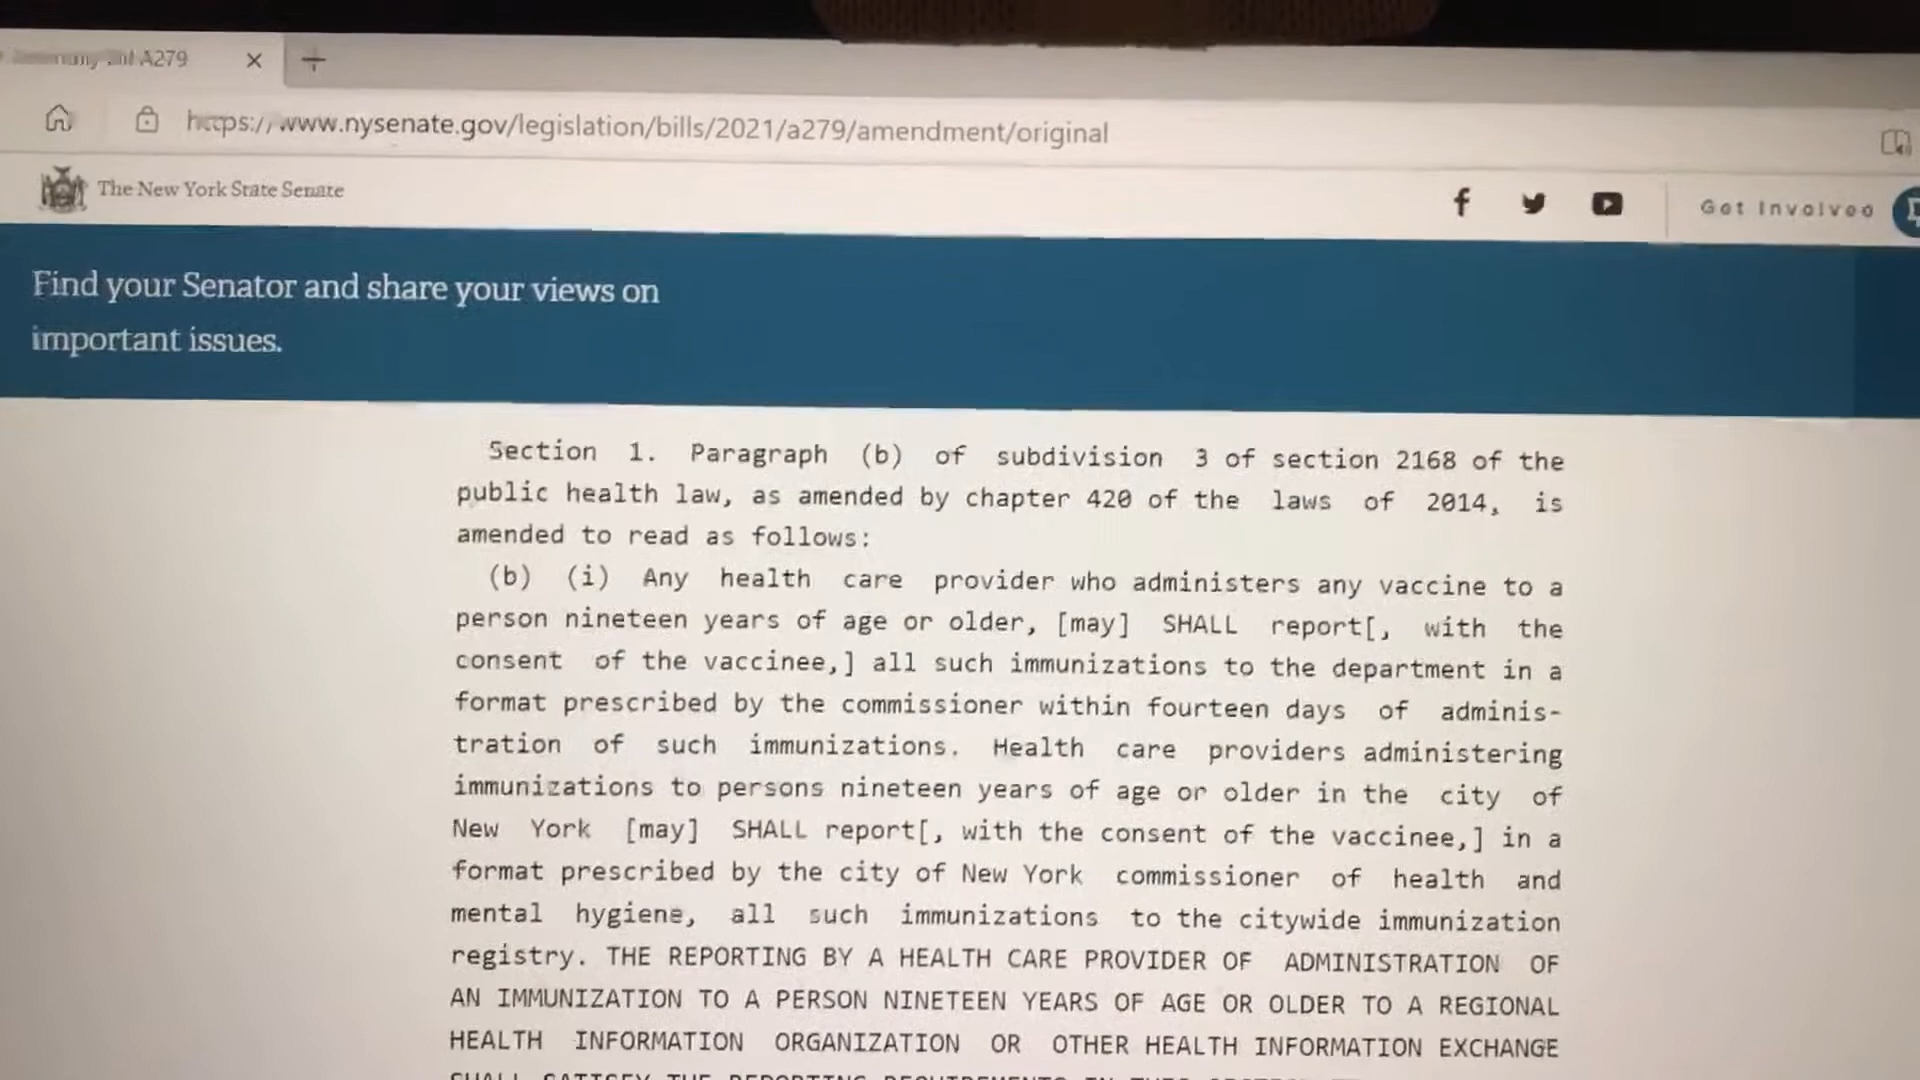 A279
https://www.nysenate.gov/legislation/bills/2021/a279/amendment/original
The New York State Senate
Get Involved
Find your Senator and share your views on
important issues.
Section 1. Paragraph (b) of subdivision 3 of section 2168 of the
public health law, as amended by chapter 420 of the laws of 2014, is
amended to read as follows:
(b) (i) Any health care provider who administers any vaccine to a
person nineteen years of age or older, [may] SHALL report[, with the
consent of the vaccinee,] all such immunizations to the department in a
format prescribed by the commissioner within fourteen days of adminis-
tration of such immunizations. Health care providers administering
immunizations to persons nineteen years of age or older in the city of
New York [may] SHALL report[, with the consent of the vaccinee,] in a
format prescribed by the city of New York commissioner of health and
mental hygiene, all such immunizations to the citywide immunization
registry. THE REPORTING BY A HEALTH CARE PROVIDER OF ADMINISTRATION OF
AN IMMUNIZATION TO A PERSON NINETEEN YEARS OF AGE OR OLDER TO A REGIONAL
HEALTH INFORMATION ORGANIZATION OR OTHER HEALTH INFORMATION EXCHANGE
SHALL SATISFY THE REPORTING REQUIREMENTS IN THIS